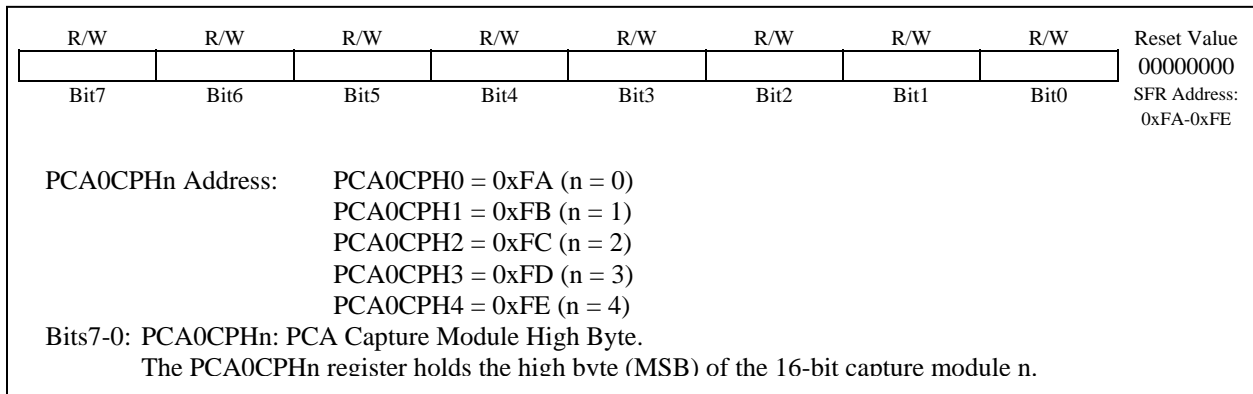 R/W R/W R/W R/W R/W R/W R/W R/W Reset Value
00000000
Bit7 Bit6 Bit5 Bit4 Bit3 Bit2 Bit1 Bit0 SFR Address:
0xFA-0xFE
PCA0CPHn Address: PCA0CPH0 = 0xFA (n = 0)
PCA0CPH1 = 0xFB (n = 1)
PCA0CPH2 = 0xFC (n = 2)
PCA0CPH3 = 0xFD (n = 3)
PCA0CPH4 = 0xFE (n = 4)
Bits7-0: PCA0CPHn: PCA Capture Module High Byte.
The PCA0CPHn register holds the high byte (MSB) of the 16-bit capture module n.